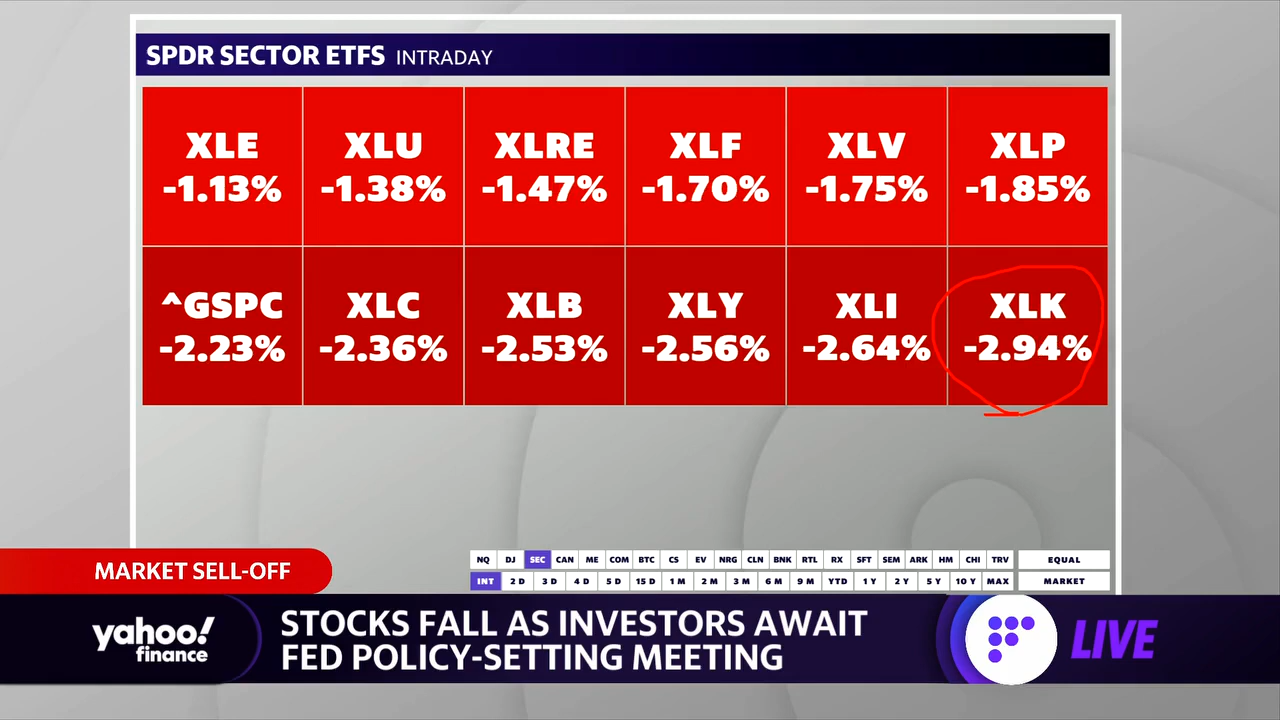 SPDR SECTOR ETFS INTRADAY
XLE XLU XLRE XLF XLV XLP
-1.13% -1.38% -1.47% -1.70% -1.75% -1.85%
^GSPC XLC XLB XLY XLI XLK
-2.23% -2.36% -2.53% -2.56% -2.64% -2.94%
NQ DJ SEC CAN ME COM BTC CS EV NRG CLN BNK RTL RX SFT SEM ARK HM CHI TRV EQUAL
INT 2 D 3 D 4 D 5 D 15 D 1 M 2 M 3 M 6 M 9 M YTD 1 Y 2 Y 5 Y 10 Y MAX MARKET
MARKET SELL-OFF
yahoo!
finance
STOCKS FALL AS INVESTORS AWAIT
FED POLICY-SETTING MEETING
LIVE